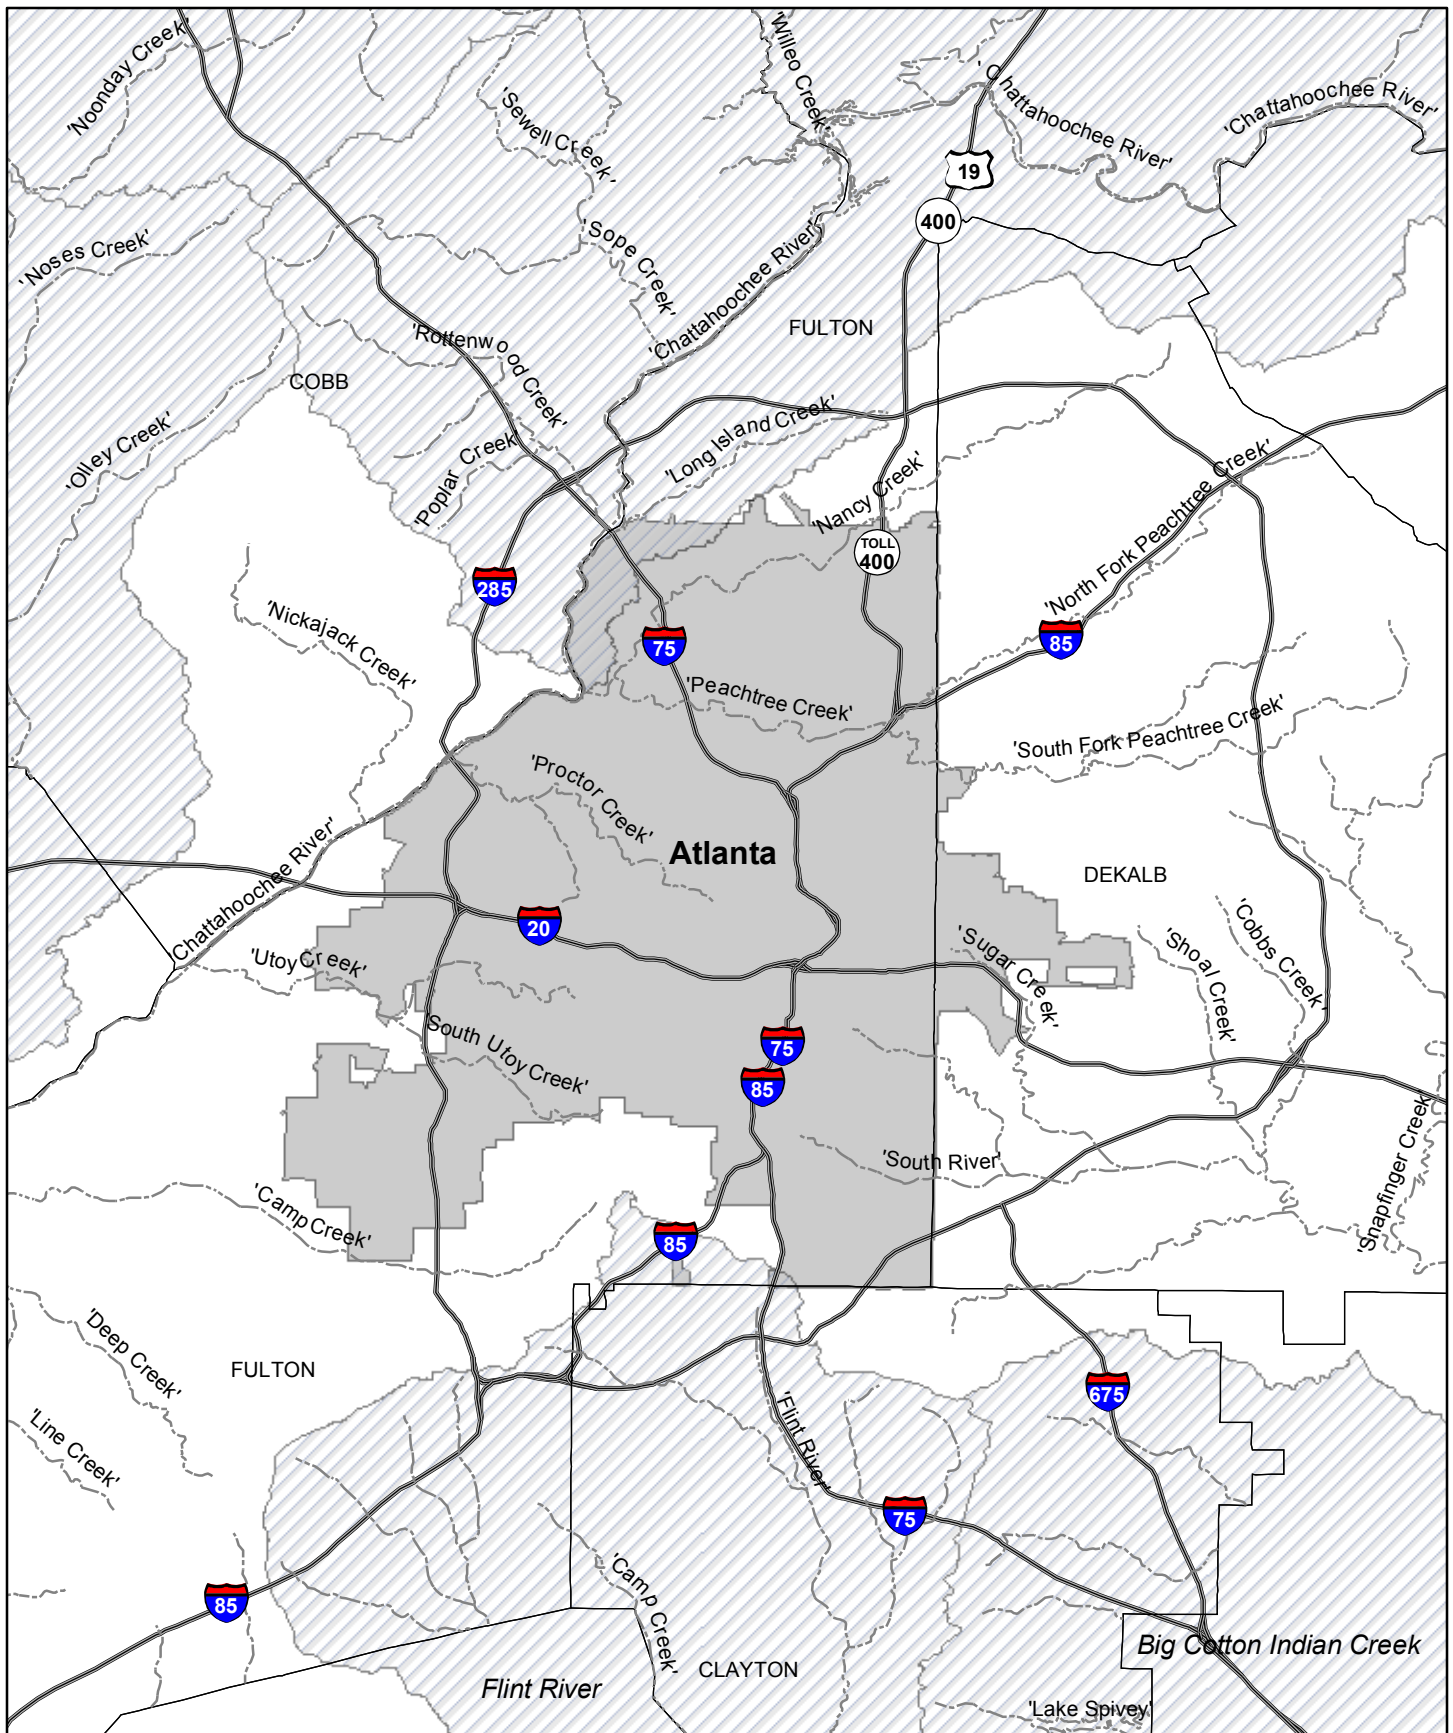 'Noonday Creek'
'Willeo Creek'
'Sewell Creek'
'Chattahoochee River'
'Chattahoochee River'
19
400
'Noses Creek'
'Sope Creek'
'Chattahoochee River'
FULTON
'Rottenwood Creek'
COBB
'Olley Creek'
'Poplar Creek'
'Long Island Creek'
'Nancy Creek'
'North Fork Peachtree Creek'
TOLL
400
285
'Nickajack Creek'
75
85
'Peachtree Creek'
'South Fork Peachtree Creek'
'Proctor Creek'
Atlanta
DEKALB
'Chattahoochee River'
20
'Utoy Creek'
'Sugar Creek'
'Shoal Creek'
'Cobbs Creek'
'South Utoy Creek'
75
85
'South River'
'Snapfinger Creek'
'Camp Creek'
85
'Deep Creek'
FULTON
'Line Creek'
'Flint River'
675
75
85
'Camp Creek'
CLAYTON
Flint River
Big Cotton Indian Creek
'Lake Spivey'